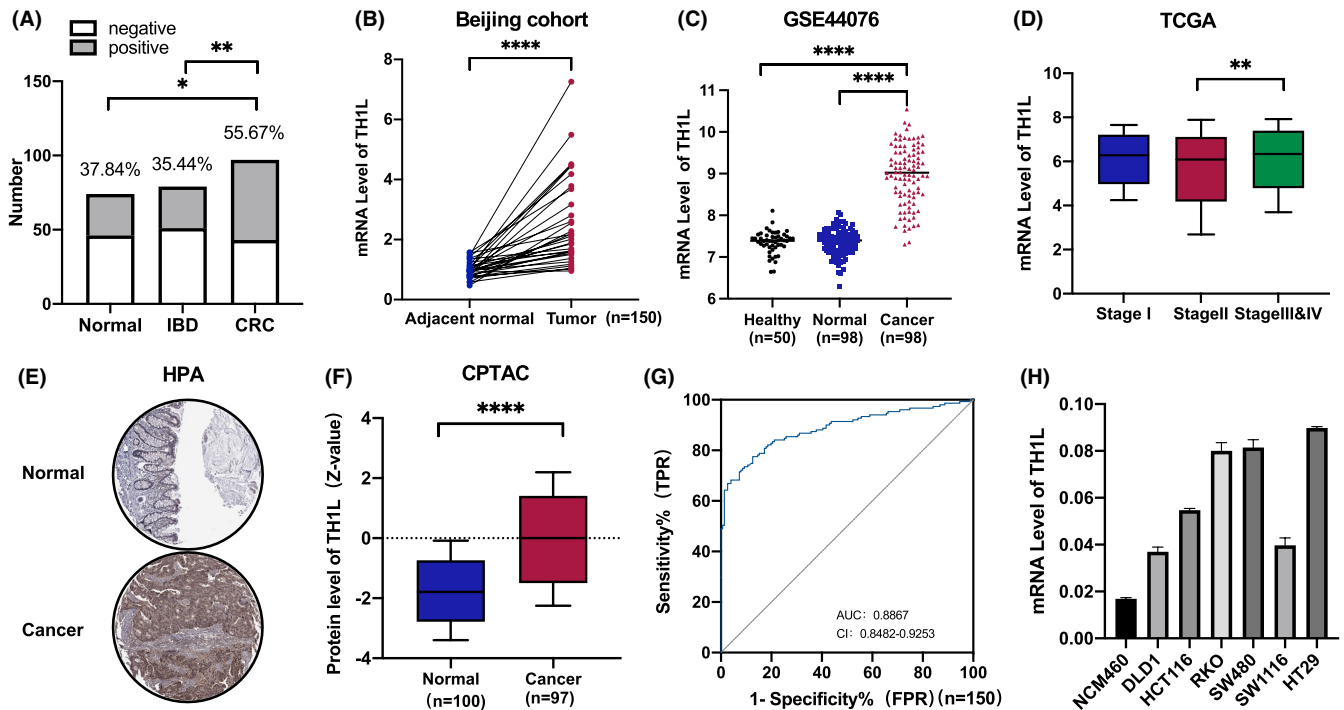 (A)
negative
positive
**
*
150
100
50
0
Number
37.84%
35.44%
55.67%
Normal
IBD
CRC
(B)
Beijing cohort
****
8
6
4
2
0
mRNA Level of TH1L
Adjacent normal
Tumor
(n=150)
(C)
GSE44076
****
****
11
10
9
8
7
6
mRNA Level of TH1L
Healthy
(n=50)
Normal
(n=98)
Cancer
(n=98)
(D)
TCGA
**
10
8
6
4
2
0
mRNA Level of TH1L
Stage I
StageII
StageIII&IV
(E)
HPA
Normal
Cancer
(F)
CPTAC
****
4
2
0
-2
-4
Protein level of TH1L (Z-value)
Normal
(n=100)
Cancer
(n=97)
(G)
100
80
60
40
20
0
Sensitivity% (TPR)
AUC: 0.8867
CI: 0.8482-0.9253
0
20
40
60
80
100
1- Specificity% (FPR) (n=150)
(H)
0.10
0.08
0.06
0.04
0.02
0.00
mRNA Level of TH1L
NCM460
DLD1
HCT116
RKO
SW480
SW1116
HT29